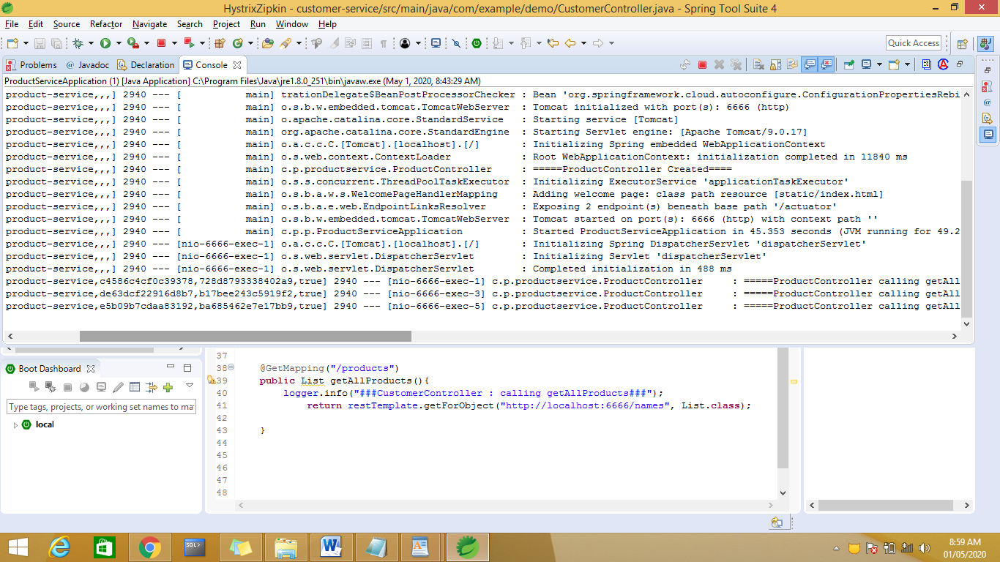 HystrixZipkin - customer-service/src/main/java/com/example/demo/CustomerController.java - Spring Tool Suite 4
File Edit Source Refactor Navigate Search Project Run Window Help
Quick Access
Problems @ Javadoc Declaration Console
ProductServiceApplication (1) [Java Application] C:\Program Files\Java\jre1.8.0_251\bin\javaw.exe (May 1, 2020, 8:43:29 AM)
product-service,,,] 2940 --- [           main] trationDelegate$BeanPostProcessorChecker : Bean 'org.springframework.cloud.autoconfigure.ConfigurationPropertiesRebi
product-service,,,] 2940 --- [           main] o.s.b.w.embedded.tomcat.TomcatWebServer  : Tomcat initialized with port(s): 6666 (http)
product-service,,,] 2940 --- [           main] o.apache.catalina.core.StandardService   : Starting service [Tomcat]
product-service,,,] 2940 --- [           main] org.apache.catalina.core.StandardEngine  : Starting Servlet engine: [Apache Tomcat/9.0.17]
product-service,,,] 2940 --- [           main] o.a.c.c.C.[Tomcat].[localhost].[/]       : Initializing Spring embedded WebApplicationContext
product-service,,,] 2940 --- [           main] o.s.web.context.ContextLoader            : Root WebApplicationContext: initialization completed in 11840 ms
product-service,,,] 2940 --- [           main] c.p.productservice.ProductController     : =====ProductController Created====
product-service,,,] 2940 --- [           main] o.s.s.concurrent.ThreadPoolTaskExecutor  : Initializing ExecutorService 'applicationTaskExecutor'
product-service,,,] 2940 --- [           main] o.s.b.a.w.s.WelcomePageHandlerMapping    : Adding welcome page: class path resource [static/index.html]
product-service,,,] 2940 --- [           main] o.s.b.a.e.web.EndpointLinksResolver      : Exposing 2 endpoint(s) beneath base path '/actuator'
product-service,,,] 2940 --- [           main] o.s.b.w.embedded.tomcat.TomcatWebServer  : Tomcat started on port(s): 6666 (http) with context path ''
product-service,,,] 2940 --- [           main] c.p.p.ProductServiceApplication          : Started ProductServiceApplication in 45.353 seconds (JVM running for 49.2
product-service,,,] 2940 --- [nio-6666-exec-1] o.a.c.c.C.[Tomcat].[localhost].[/]       : Initializing Spring DispatcherServlet 'dispatcherServlet'
product-service,,,] 2940 --- [nio-6666-exec-1] o.s.web.servlet.DispatcherServlet        : Initializing Servlet 'dispatcherServlet'
product-service,,,] 2940 --- [nio-6666-exec-1] o.s.web.servlet.DispatcherServlet        : Completed initialization in 488 ms
product-service,c4586c4cf0c39378,728d8793338402a9,true] 2940 --- [nio-6666-exec-1] c.p.productservice.ProductController     : =====ProductController calling getAll
product-service,de63dcf22916d8b7,b17bee243c5919f2,true] 2940 --- [nio-6666-exec-3] c.p.productservice.ProductController     : =====ProductController calling getAll
product-service,e5b09b7cdaa83192,ba685462e7e17bb9,true] 2940 --- [nio-6666-exec-5] c.p.productservice.ProductController     : =====ProductController calling getAll
Boot Dashboard
Type tags, projects, or working set names to ma
local
37
38 @GetMapping("/products")
39 public List getAllProducts(){
40 logger.info("###CustomerController : calling getAllProducts###");
41 return restTemplate.getForObject("http://localhost:6666/names", List.class);
42
43 }
44
45
46
47
48
SQL>
8:59 AM
01/05/2020